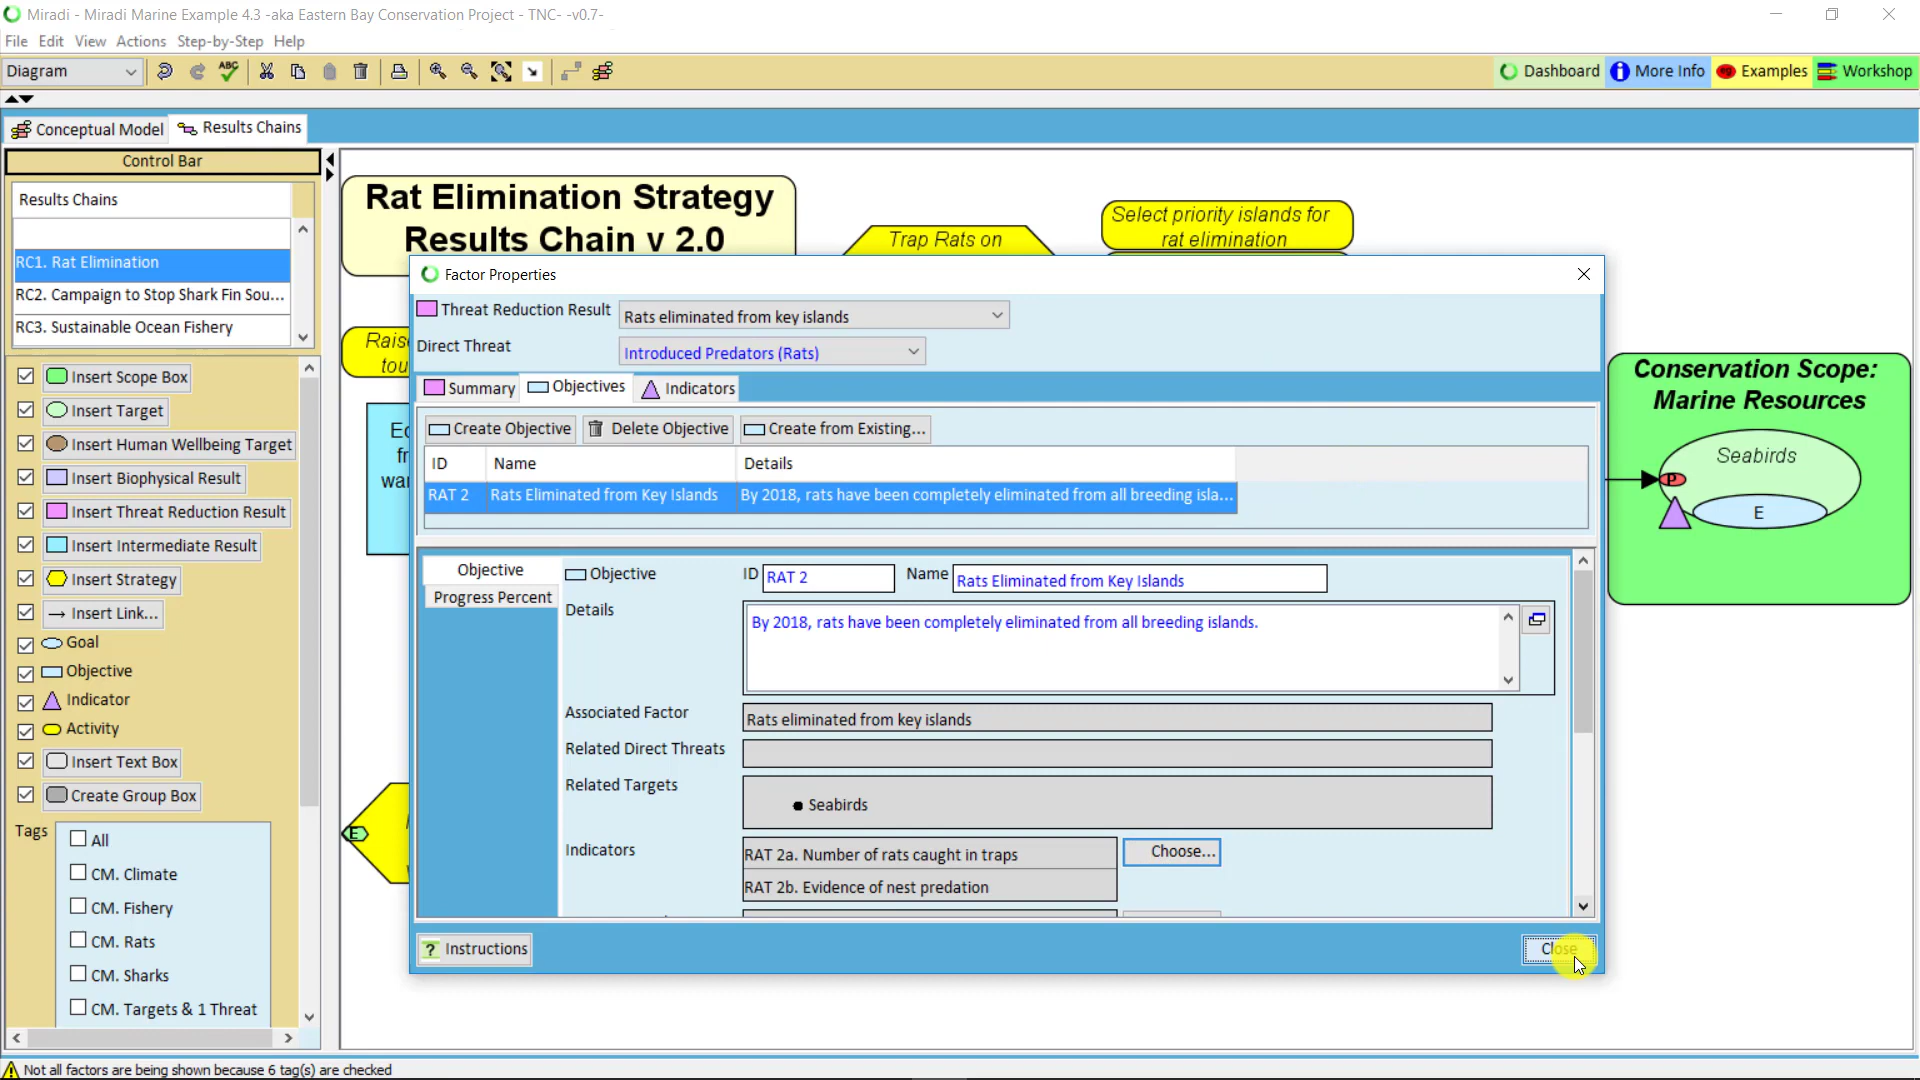 Miradi - Miradi Marine Example 4.3 -aka Eastern Bay Conservation Project - TNC- -v0.7-
File Edit View Actions Step-by-Step Help
Diagram
ABC
Dashboard
More Info
Examples
Workshop
Conceptual Model
Results Chains
Control Bar
Results Chains
RC1. Rat Elimination
RC2. Campaign to Stop Shark Fin Sou...
RC3. Sustainable Ocean Fishery
Insert Scope Box
Insert Target
Insert Human Wellbeing Target
Insert Biophysical Result
Insert Threat Reduction Result
Insert Intermediate Result
Insert Strategy
Insert Link...
Goal
Objective
Indicator
Activity
Insert Text Box
Create Group Box
Tags
All
CM. Climate
CM. Fishery
CM. Rats
CM. Sharks
CM. Targets & 1 Threat
Rat Elimination Strategy
Results Chain v 2.0
Trap Rats on
Select priority islands for
rat elimination
Rais
tou
Ec
fr
wa
E
Factor Properties
Threat Reduction Result
Rats eliminated from key islands
Direct Threat
Introduced Predators (Rats)
Summary
Objectives
Indicators
Create Objective
Delete Objective
Create from Existing...
ID Name Details
RAT 2 Rats Eliminated from Key Islands By 2018, rats have been completely eliminated from all breeding isla...
Objective
Progress Percent
Objective
ID RAT 2
Name Rats Eliminated from Key Islands
Details
By 2018, rats have been completely eliminated from all breeding islands.
Associated Factor
Rats eliminated from key islands
Related Direct Threats
Related Targets
● Seabirds
Indicators
RAT 2a. Number of rats caught in traps
Choose...
RAT 2b. Evidence of nest predation
? Instructions
Close
Conservation Scope:
Marine Resources
Seabirds
P
E
Not all factors are being shown because 6 tag(s) are checked